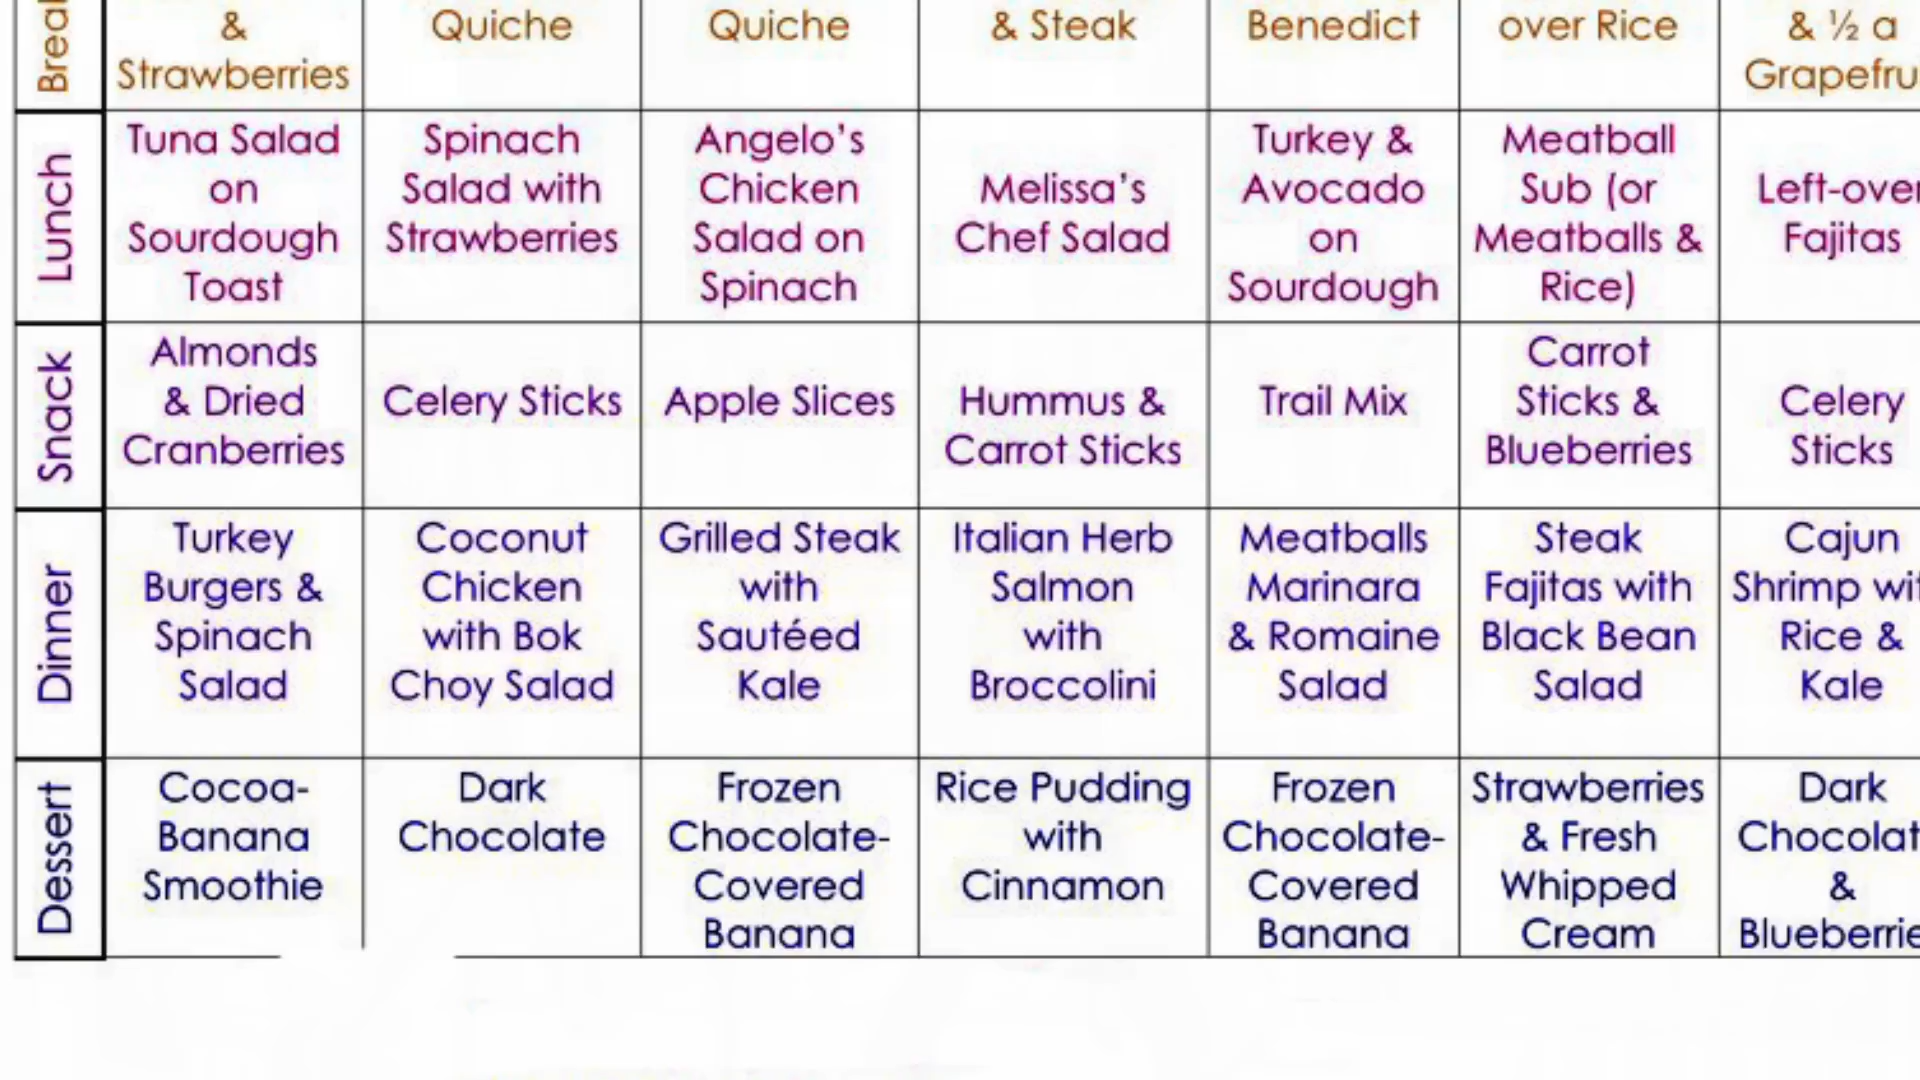 Strawberries
&
Quiche
Quiche
& Steak
Benedict
over Rice
& ½ a
Lunch
Tuna Salad
on
Sourdough
Toast
Spinach
Salad with
Strawberries
Angelo’s
Chicken
Salad on
Spinach
Melissa’s
Chef Salad
Turkey &
Avocado
on
Sourdough
Meatball
Sub (or
Meatballs &
Rice)
Left-over
Fajitas
Snack
Almonds
& Dried
Cranberries
Celery Sticks
Apple Slices
Hummus &
Carrot Sticks
Trail Mix
Carrot
Sticks &
Blueberries
Celery
Sticks
Dinner
Turkey
Burgers &
Spinach
Salad
Coconut
Chicken
with Bok
Choy Salad
Grilled Steak
with
Sautéed
Kale
Italian Herb
Salmon
with
Broccolini
Meatballs
Marinara
& Romaine
Salad
Steak
Fajitas with
Black Bean
Salad
Cajun
Shrimp
Rice &
Kale
Dessert
Cocoa-
Banana
Smoothie
Dark
Chocolate
Frozen
Chocolate-
Covered
Banana
Rice Pudding
with
Cinnamon
Frozen
Chocolate-
Covered
Banana
Strawberries
& Fresh
Whipped
Cream
Dark
&